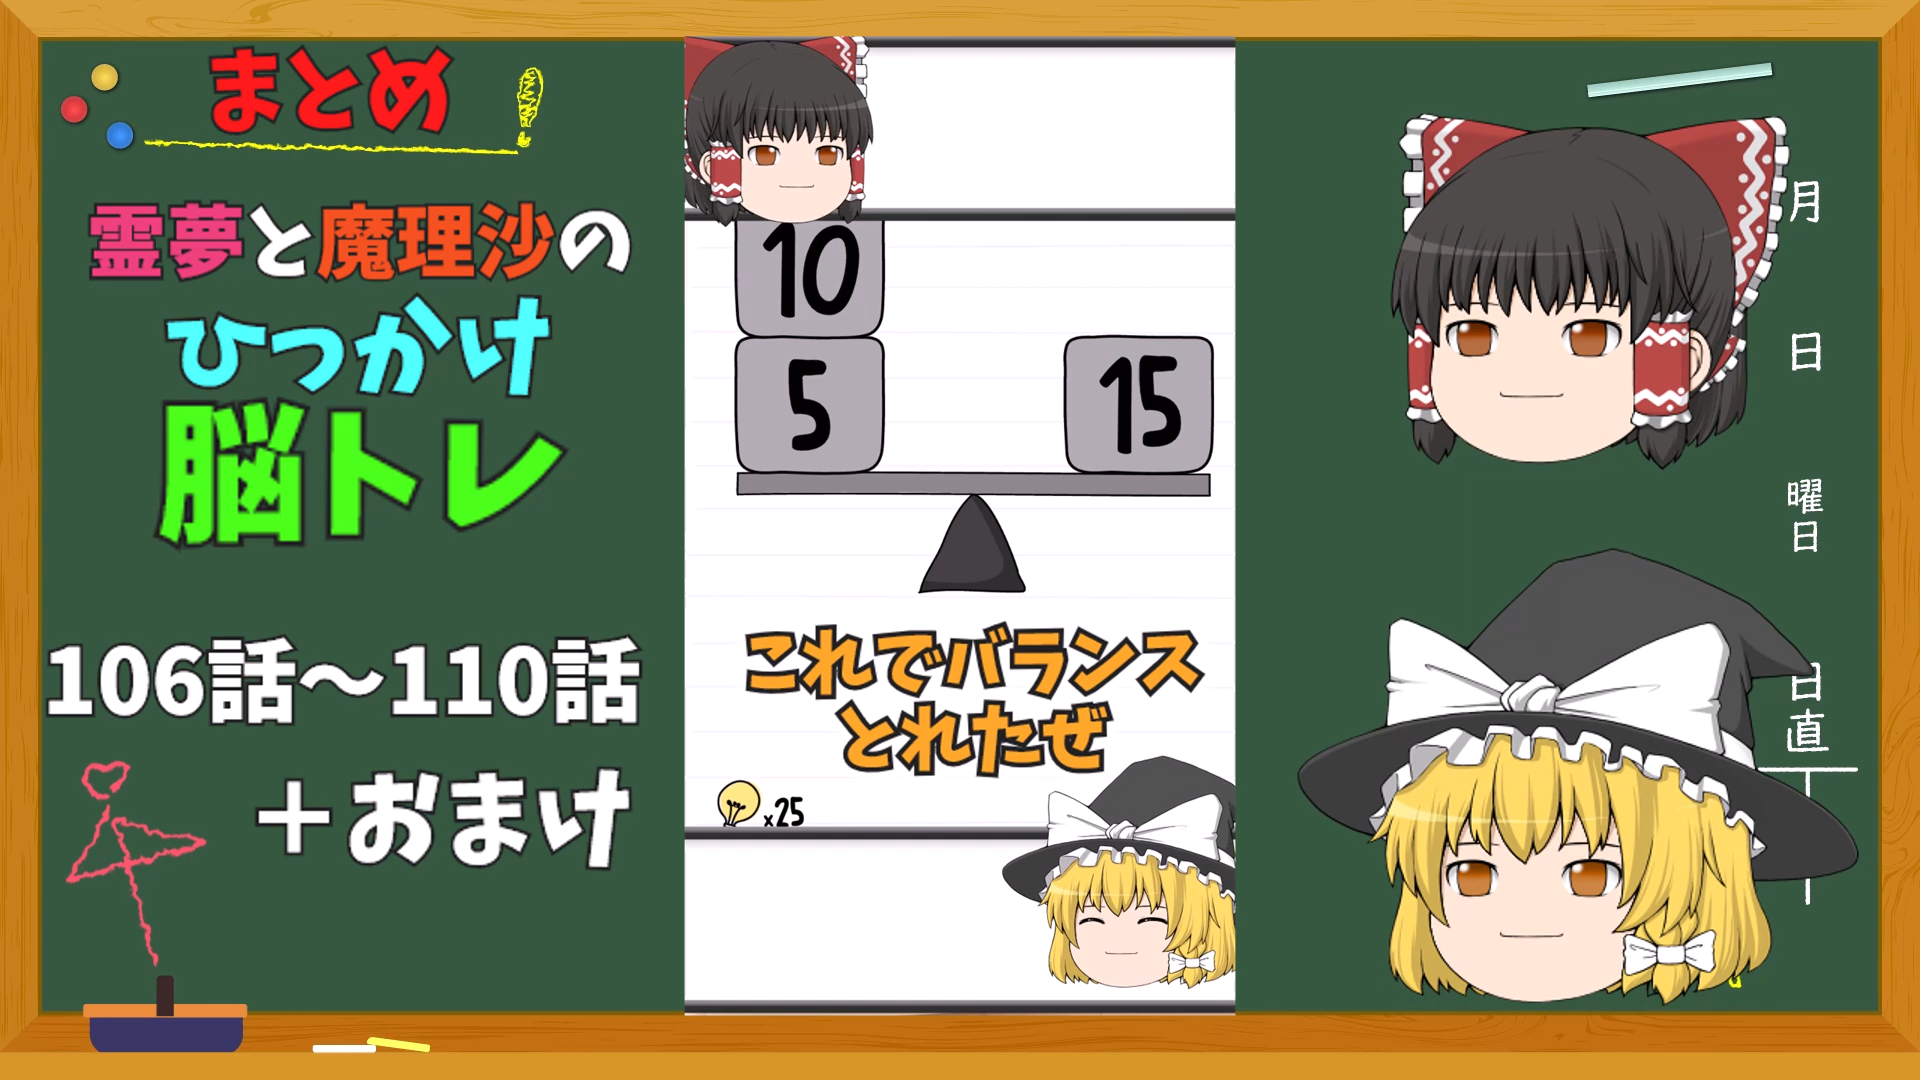 まとめ
霊夢と魔理沙の
ひっかけ
脳トレ
106話～110話
＋おまけ
10
5
15
これでバランス
とれたぜ
x25
月
日
曜日
日直